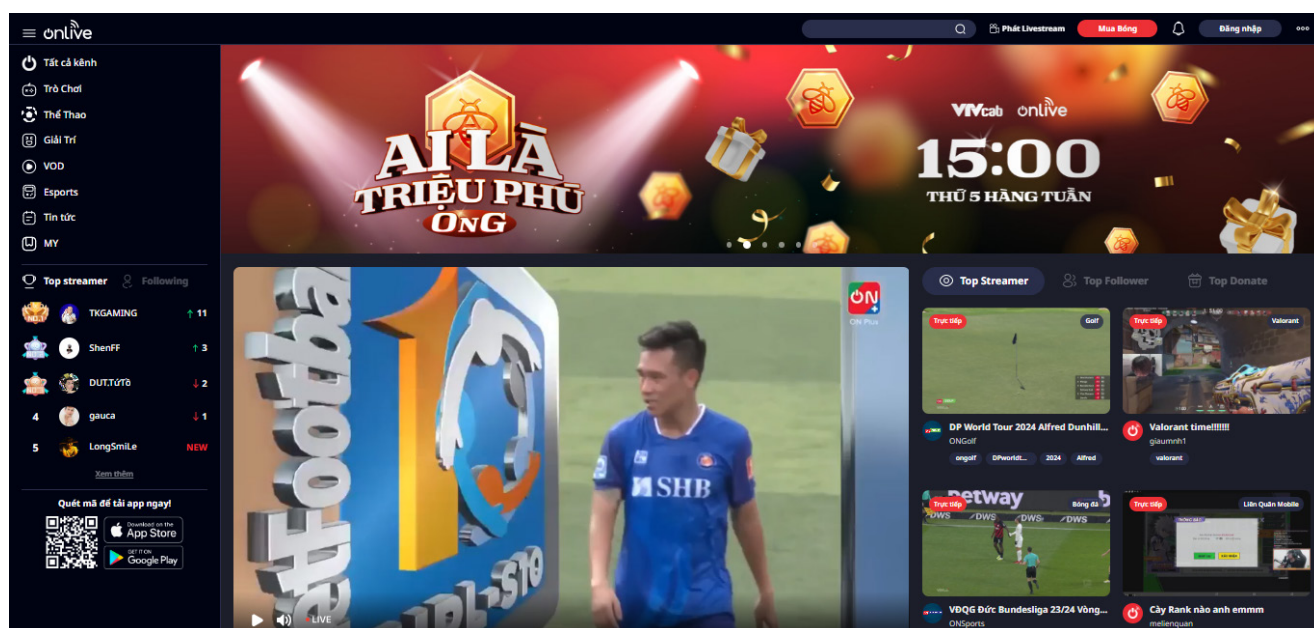 onlive
Phát Livestream
Mua Bóng
Đăng nhập
Tất cả kênh
Trò Chơi
Thể Thao
Giải Trí
VOD
Esports
Tin tức
MY
Top streamer
Following
TKGAMING
11
ShenFF
3
DUT.TứTò
2
4
gauca
1
5
LongSmiLe
NEW
Xem thêm
Quét mã để tải app ngay!
Download on the
App Store
GET IT ON
Google Play
AI LÀ
TRIỆU PHÚ
ONG
VTVcab onlive
15:00
THỨ 5 HÀNG TUẦN
ON
ON Plus
SHB
LIVE
Top Streamer
Top Follower
Top Donate
Trực tiếp
Golf
DP World Tour 2024 Alfred Dunhill...
ONGolf
ongolf
DPworldt...
2024
Alfred
Trực tiếp
Valorant
Valorant time!!!!!!!
giaumnh1
valorant
Trực tiếp
Bóng đá
betway
DWS
DWS
DWS
VĐQG Đức Bundesliga 23/24 Vòng...
ONSports
Trực tiếp
Liên Quân Mobile
Cày Rank nào anh emmm
melienquan